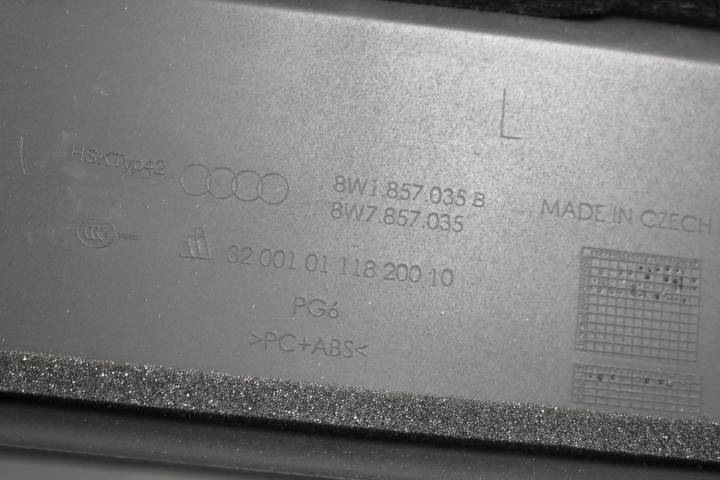 L
HSKTyp42
8W1.857.035 B
8W7.857.035
MADE IN CZECH
CCC
32 001 01 118 200 10
PG6
>PC+ABS<